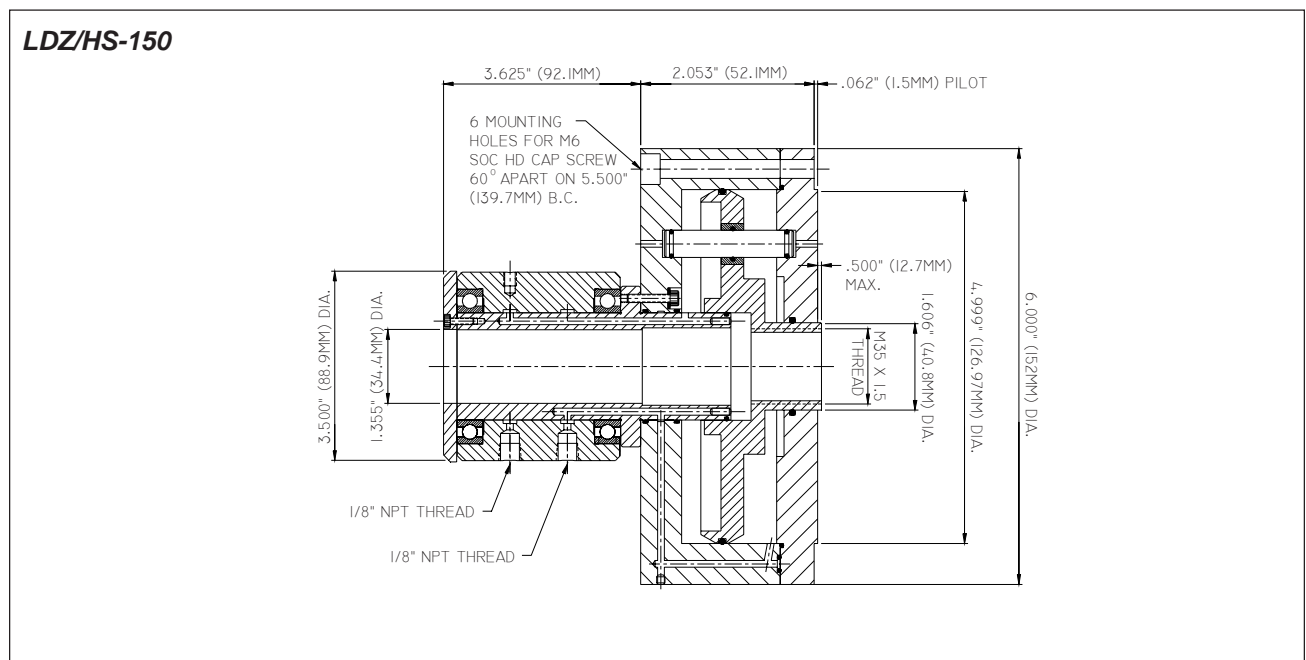 LDZ/HS-150
3.625" (92.1MM)
2.053" (52.1MM)
.062" (1.5MM) PILOT
6 MOUNTING
HOLES FOR M6
SOC HD CAP SCREW
60° APART ON 5.500"
(139.7MM) B.C.
.500" (12.7MM)
MAX.
3.500" (88.9MM) DIA.
1.355" (34.4MM) DIA.
M35 X 1.5
THREAD
1.606" (40.8MM) DIA.
4.999" (126.97MM) DIA.
6.000" (152MM) DIA.
1/8" NPT THREAD
1/8" NPT THREAD